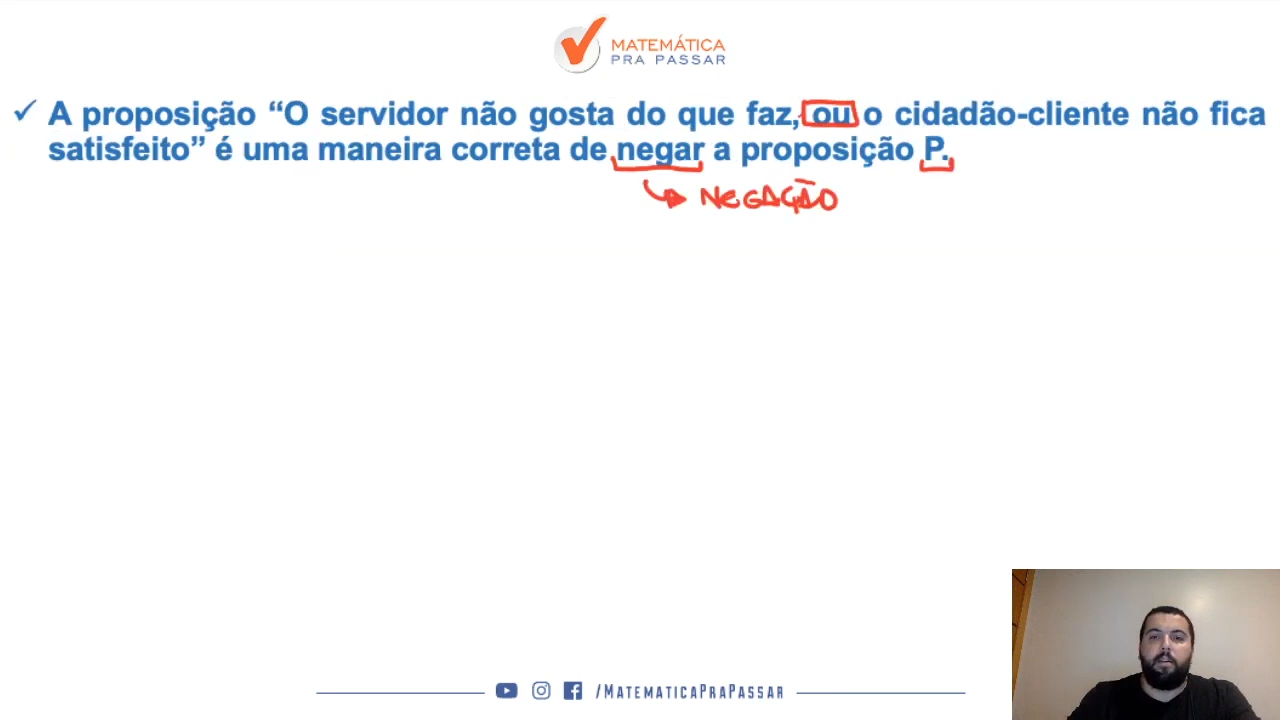 MATEMÁTICA
PRA PASSAR
✓ A proposição “O servidor não gosta do que faz, ou o cidadão-cliente não fica
satisfeito” é uma maneira correta de negar a proposição P.
NEGAÇÃO
/MATEMATICAPRAPASSAR